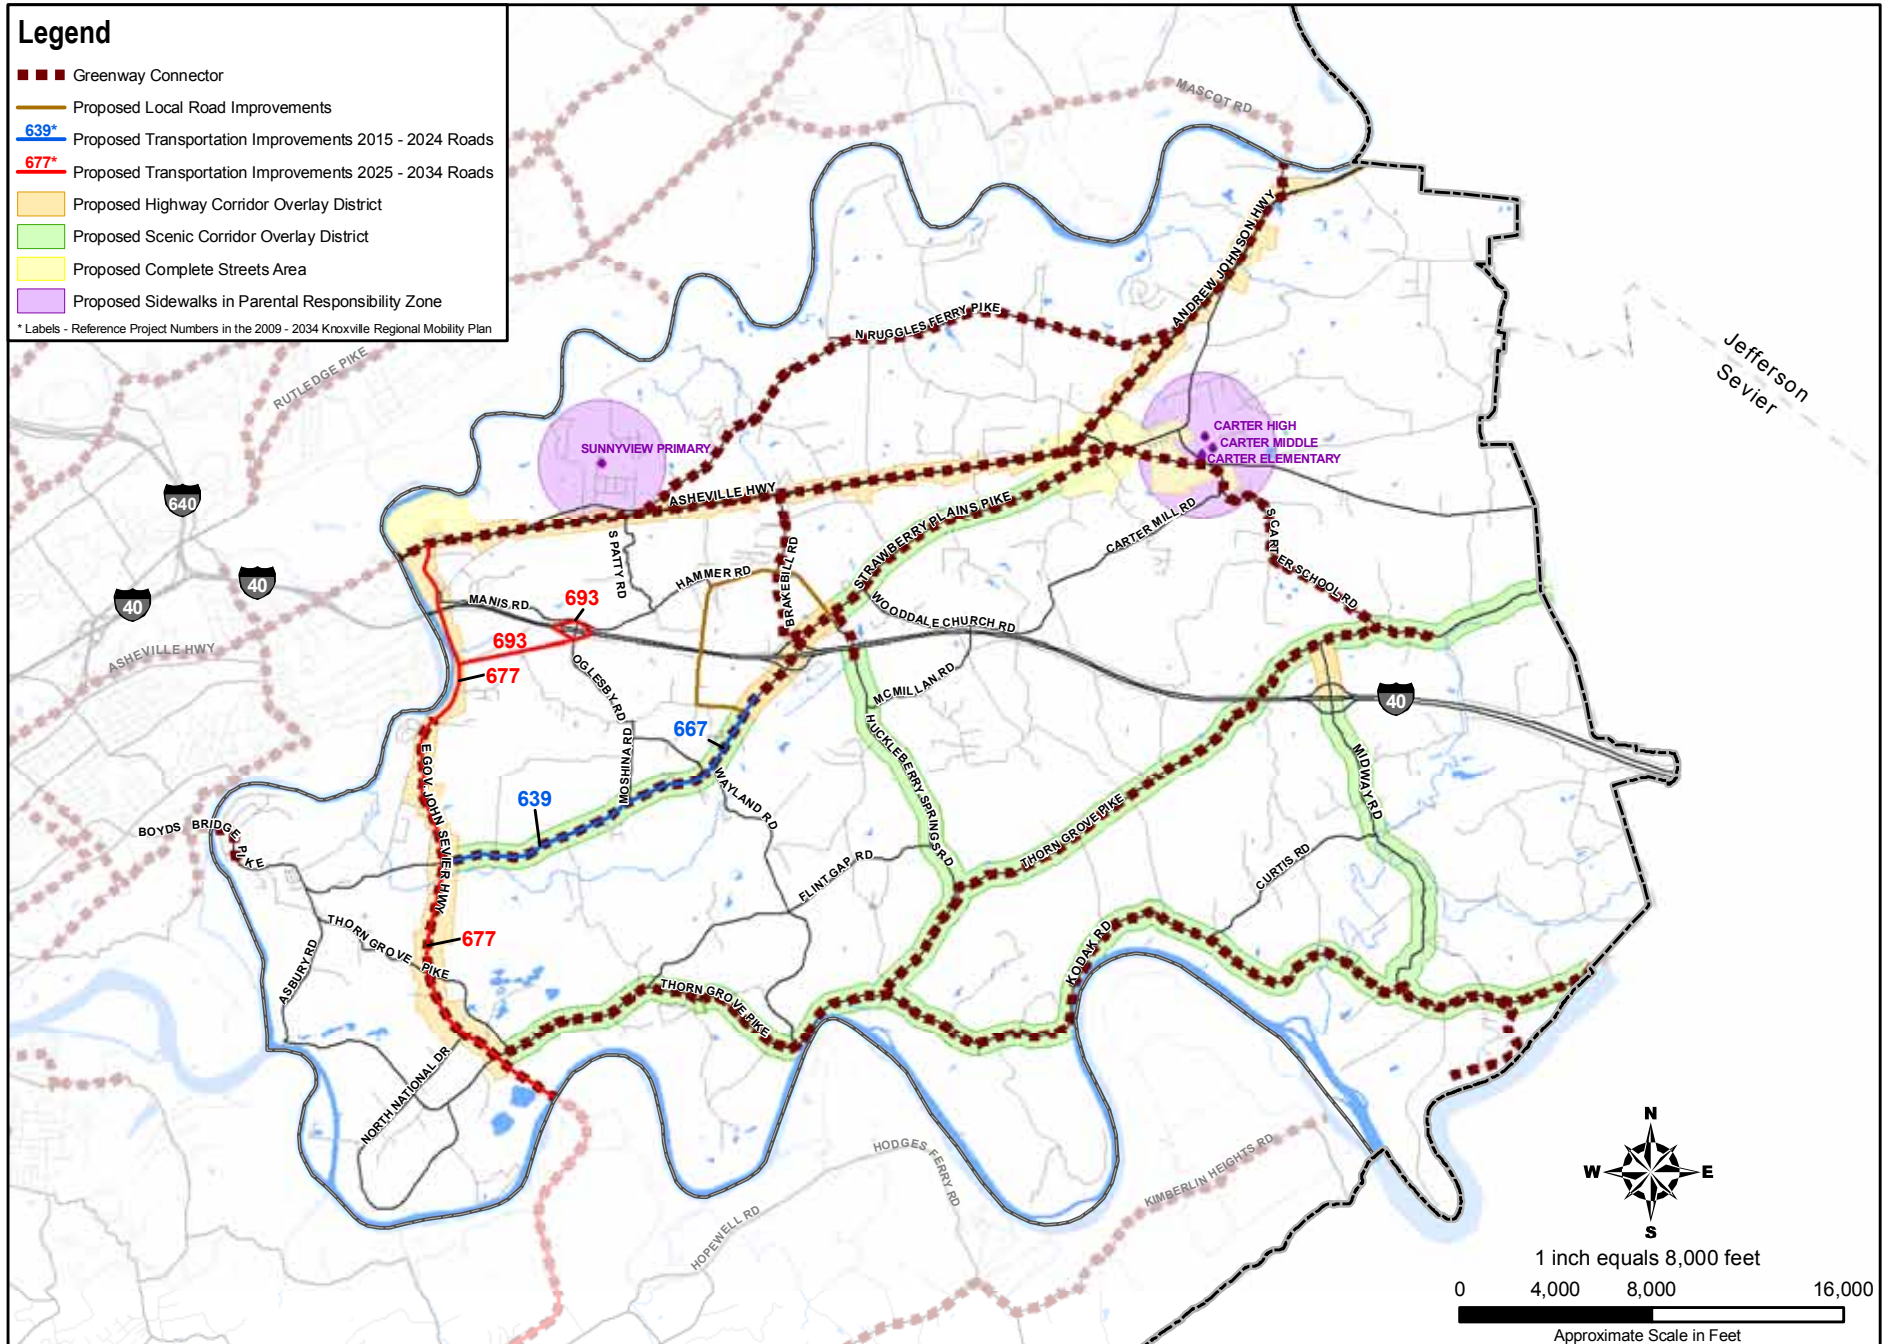 Legend
Greenway Connector
Proposed Local Road Improvements
639* Proposed Transportation Improvements 2015 - 2024 Roads
677* Proposed Transportation Improvements 2025 - 2034 Roads
Proposed Highway Corridor Overlay District
Proposed Scenic Corridor Overlay District
Proposed Complete Streets Area
Proposed Sidewalks in Parental Responsibility Zone
* Labels - Reference Project Numbers in the 2009 - 2034 Knoxville Regional Mobility Plan
MASCOT RD
ANDREW JOHNSON HWY
N RUGGLES FERRY PIKE
RUTLEDGE PIKE
Jefferson
Sevier
SUNNYVIEW PRIMARY
CARTER HIGH
CARTER MIDDLE
CARTER ELEMENTARY
ASHEVILLE HWY
640
STRAWBERRY PLAINS PIKE
CARTER MILL RD
S CARTER SCHOOL RD
S PATTY RD
BRAKEBILL RD
HAMMER RD
40
40
MANIS RD
693
WOODDALE CHURCH RD
693
ASHEVILLE HWY
677
OGLESBY RD
MCMILLAN RD
40
667
HUCKLEBERRY SPRINGS RD
E GOV. JOHN SEVIER HWY
MOSHINA RD
WAYLAND RD
MIDWAY RD
639
BOYDS BRIDGE PIKE
THORN GROVE PIKE
FLINT GAP RD
CURTIS RD
THORN GROVE PIKE
677
ASBURY RD
KODAK RD
THORN GROVE PIKE
NORTH NATIONAL DR
HODGES FERRY RD
KIMBERLIN HEIGHTS RD
HOPEWELL RD
N
W E
S
1 inch equals 8,000 feet
0 4,000 8,000 16,000
Approximate Scale in Feet